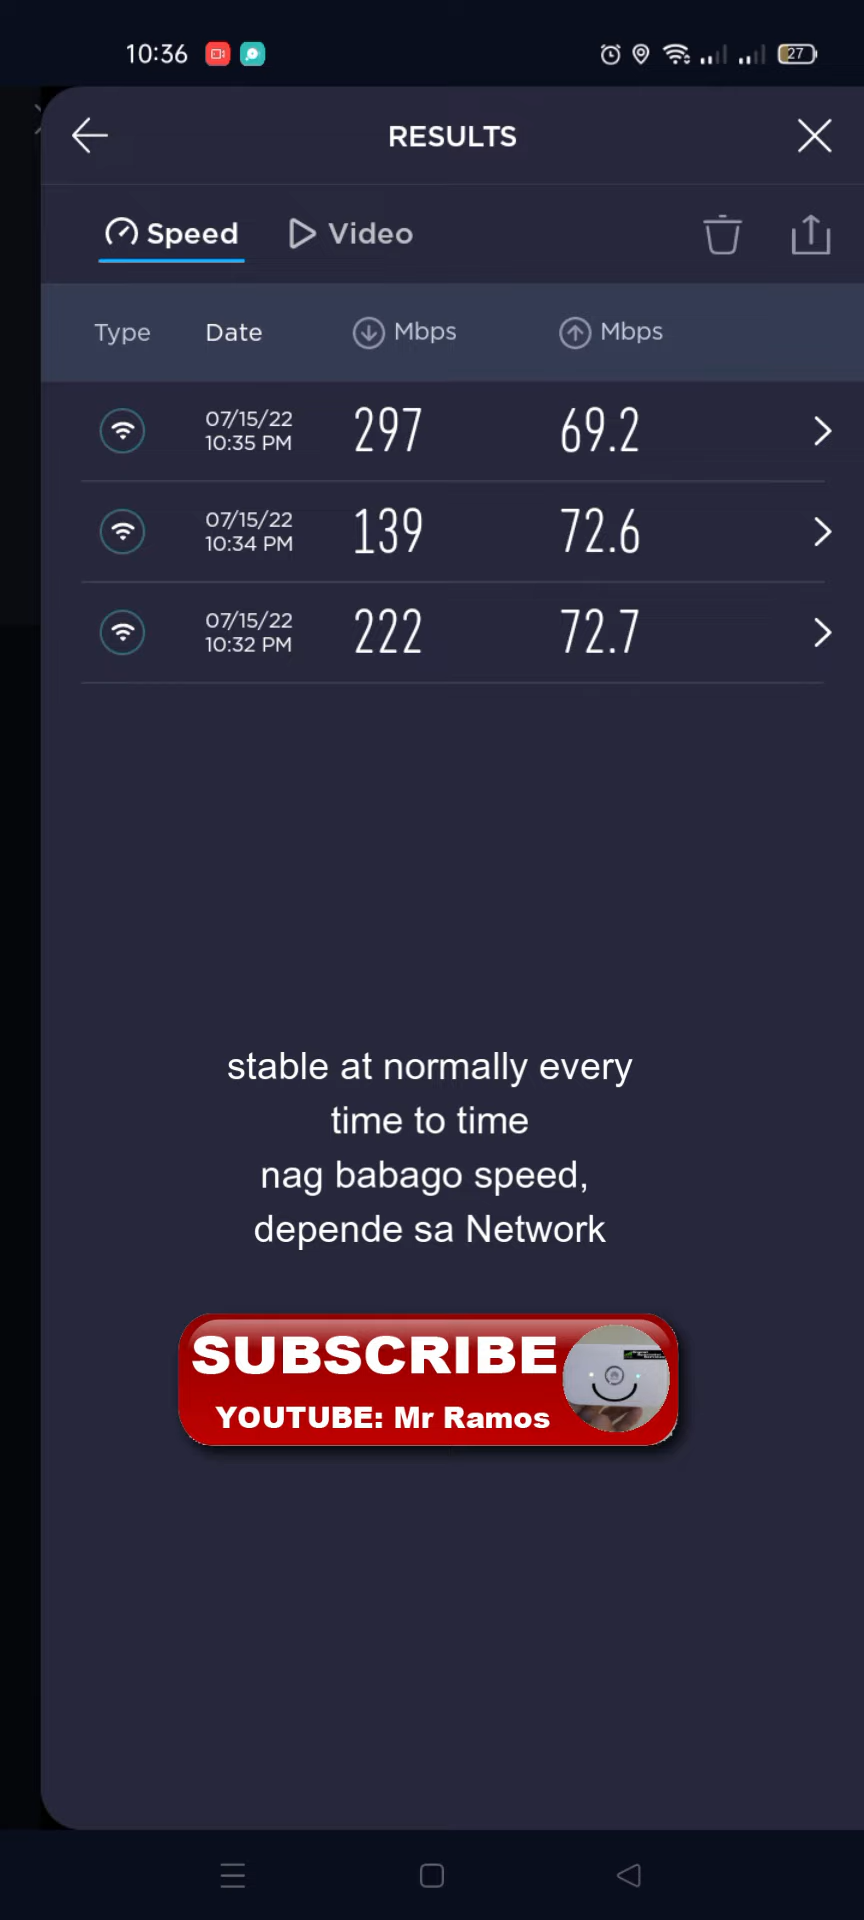 10:36
27
RESULTS
Speed
Video
Type Date Mbps Mbps
07/15/22
10:35 PM
297
69.2
07/15/22
10:34 PM
139
72.6
07/15/22
10:32 PM
222
72.7
stable at normally every
time to time
nag babago speed,
depende sa Network
SUBSCRIBE
YOUTUBE: Mr Ramos